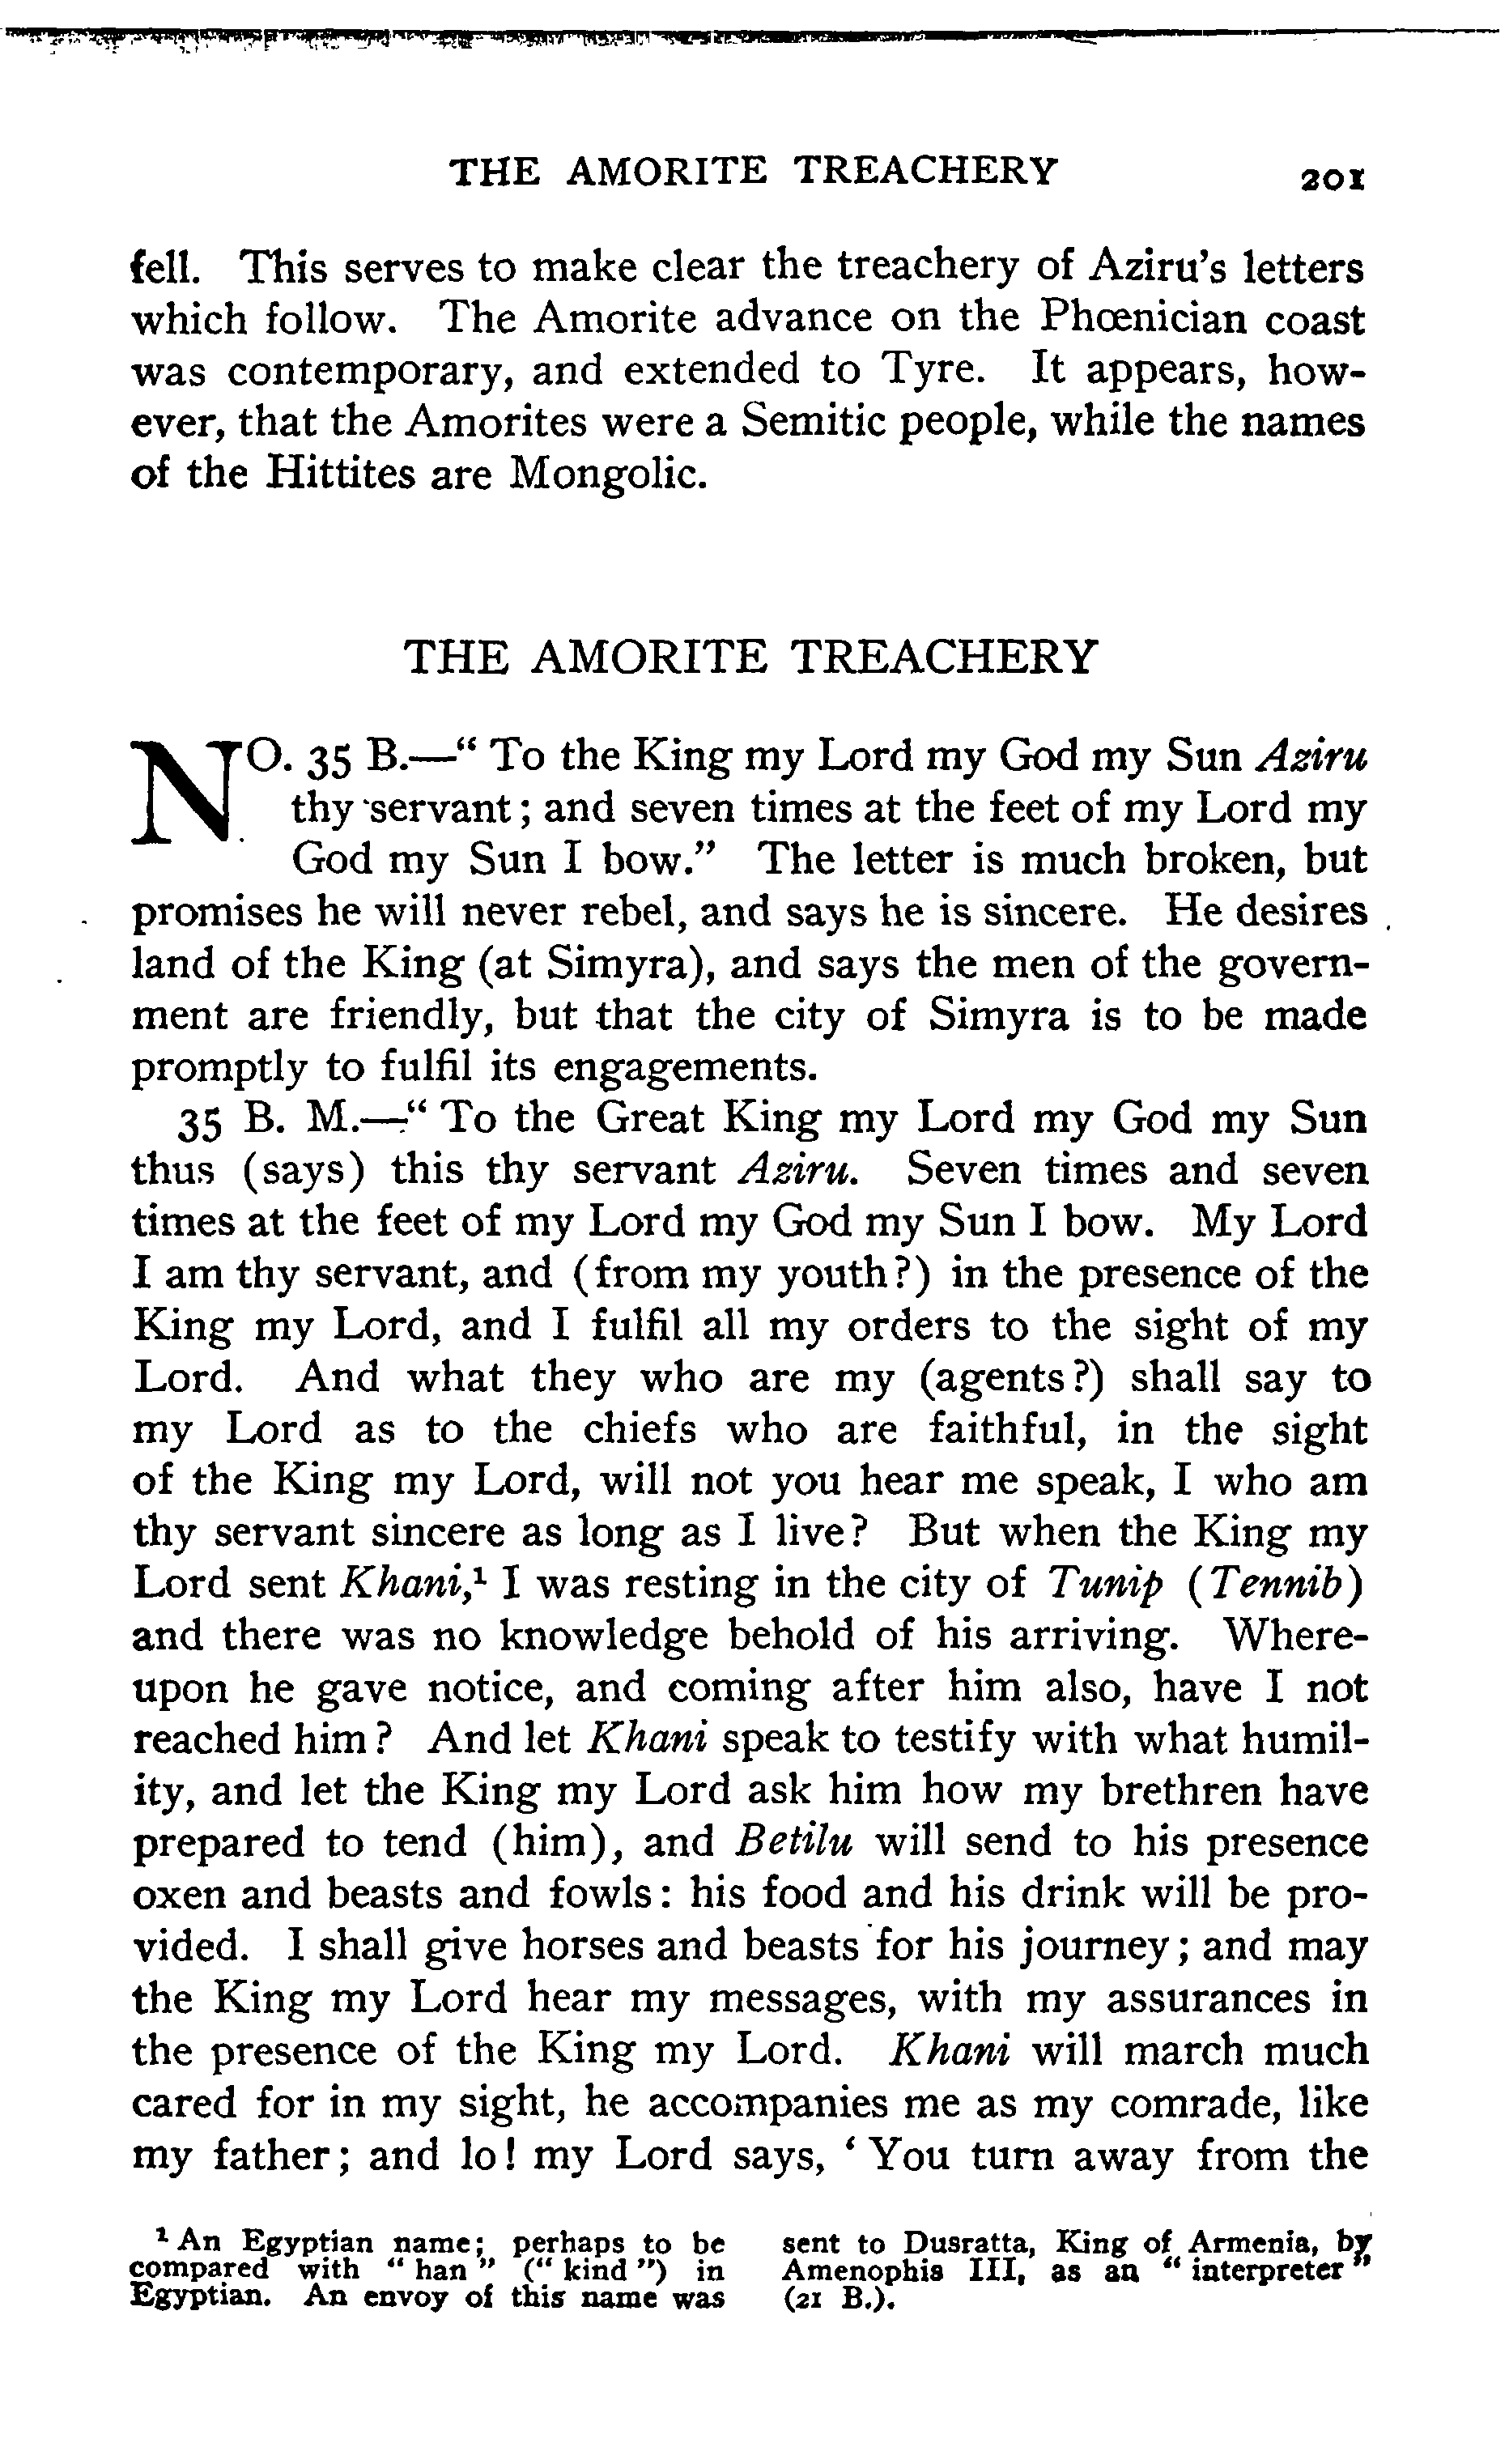 THE AMORITE TREACHERY 201
fell. This serves to make clear the treachery of Aziru's letters
which follow. The Amorite advance on the Phœnician coast
was contemporary, and extended to Tyre. It appears, how-
ever, that the Amorites were a Semitic people, while the names
of the Hittites are Mongolic.
THE AMORITE TREACHERY
NO. 35 B.—“ To the King my Lord my God my Sun Aziru
thy servant; and seven times at the feet of my Lord my
God my Sun I bow.” The letter is much broken, but
promises he will never rebel, and says he is sincere. He desires
land of the King (at Simyra), and says the men of the govern-
ment are friendly, but that the city of Simyra is to be made
promptly to fulfil its engagements.
35 B. M.—“ To the Great King my Lord my God my Sun
thus (says) this thy servant Aziru. Seven times and seven
times at the feet of my Lord my God my Sun I bow. My Lord
I am thy servant, and (from my youth?) in the presence of the
King my Lord, and I fulfil all my orders to the sight of my
Lord. And what they who are my (agents?) shall say to
my Lord as to the chiefs who are faithful, in the sight
of the King my Lord, will not you hear me speak, I who am
thy servant sincere as long as I live? But when the King my
Lord sent Khani,¹ I was resting in the city of Tunip (Tennib)
and there was no knowledge behold of his arriving. Where-
upon he gave notice, and coming after him also, have I not
reached him? And let Khani speak to testify with what humil-
ity, and let the King my Lord ask him how my brethren have
prepared to tend (him), and Betilu will send to his presence
oxen and beasts and fowls: his food and his drink will be pro-
vided. I shall give horses and beasts for his journey; and may
the King my Lord hear my messages, with my assurances in
the presence of the King my Lord. Khani will march much
cared for in my sight, he accompanies me as my comrade, like
my father; and lo! my Lord says, ‘ You turn away from the
¹ An Egyptian name; perhaps to be
compared with “ han ” (“ kind ”) in
Egyptian. An envoy of this name was
sent to Dusratta, King of Armenia, by
Amenophis III, as an “ interpreter ”
(21 B.).